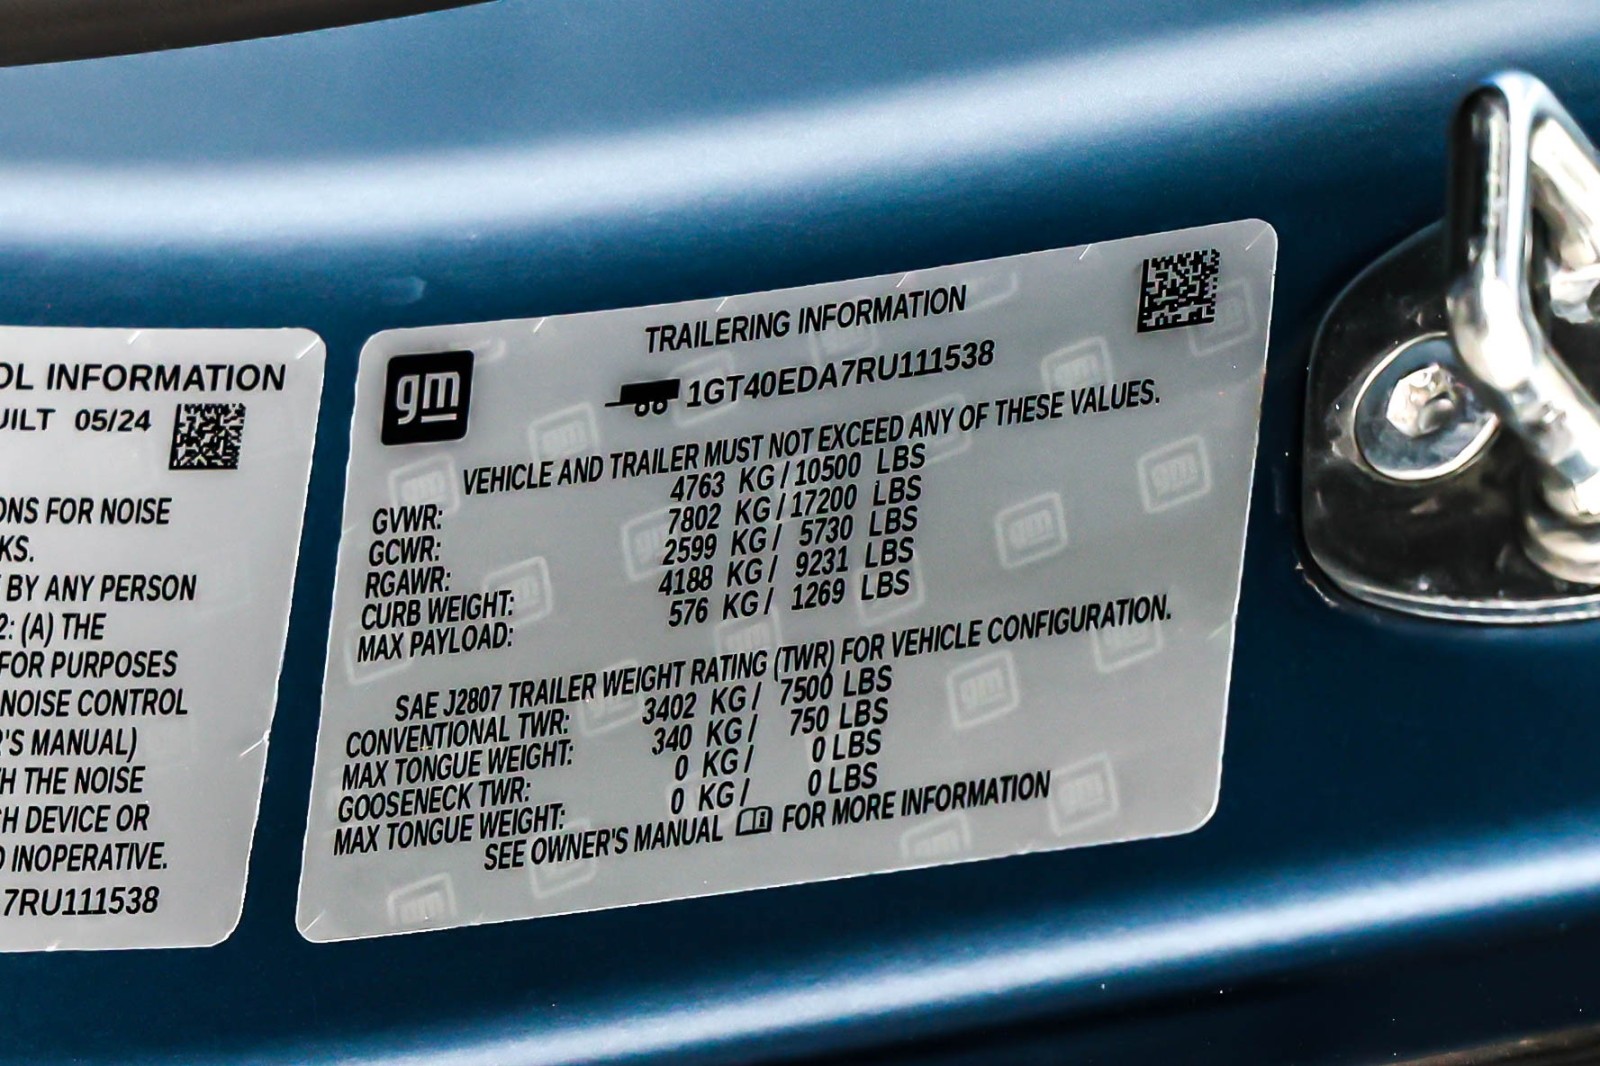 OL INFORMATION
UILT 05/24
ONS FOR NOISE
KS.
BY ANY PERSON
2: (A) THE
FOR PURPOSES
NOISE CONTROL
R'S MANUAL)
H THE NOISE
CH DEVICE OR
D INOPERATIVE.
7RU111538
gm
TRAILERING INFORMATION
1GT40EDA7RU111538
VEHICLE AND TRAILER MUST NOT EXCEED ANY OF THESE VALUES.
GVWR: 4763 KG / 10500 LBS
GCWR: 7802 KG / 17200 LBS
RGAWR: 2599 KG / 5730 LBS
CURB WEIGHT: 4188 KG / 9231 LBS
MAX PAYLOAD: 576 KG / 1269 LBS
SAE J2807 TRAILER WEIGHT RATING (TWR) FOR VEHICLE CONFIGURATION.
CONVENTIONAL TWR: 3402 KG / 7500 LBS
MAX TONGUE WEIGHT: 340 KG / 750 LBS
GOOSENECK TWR: 0 KG / 0 LBS
MAX TONGUE WEIGHT: 0 KG / 0 LBS
SEE OWNER'S MANUAL FOR MORE INFORMATION